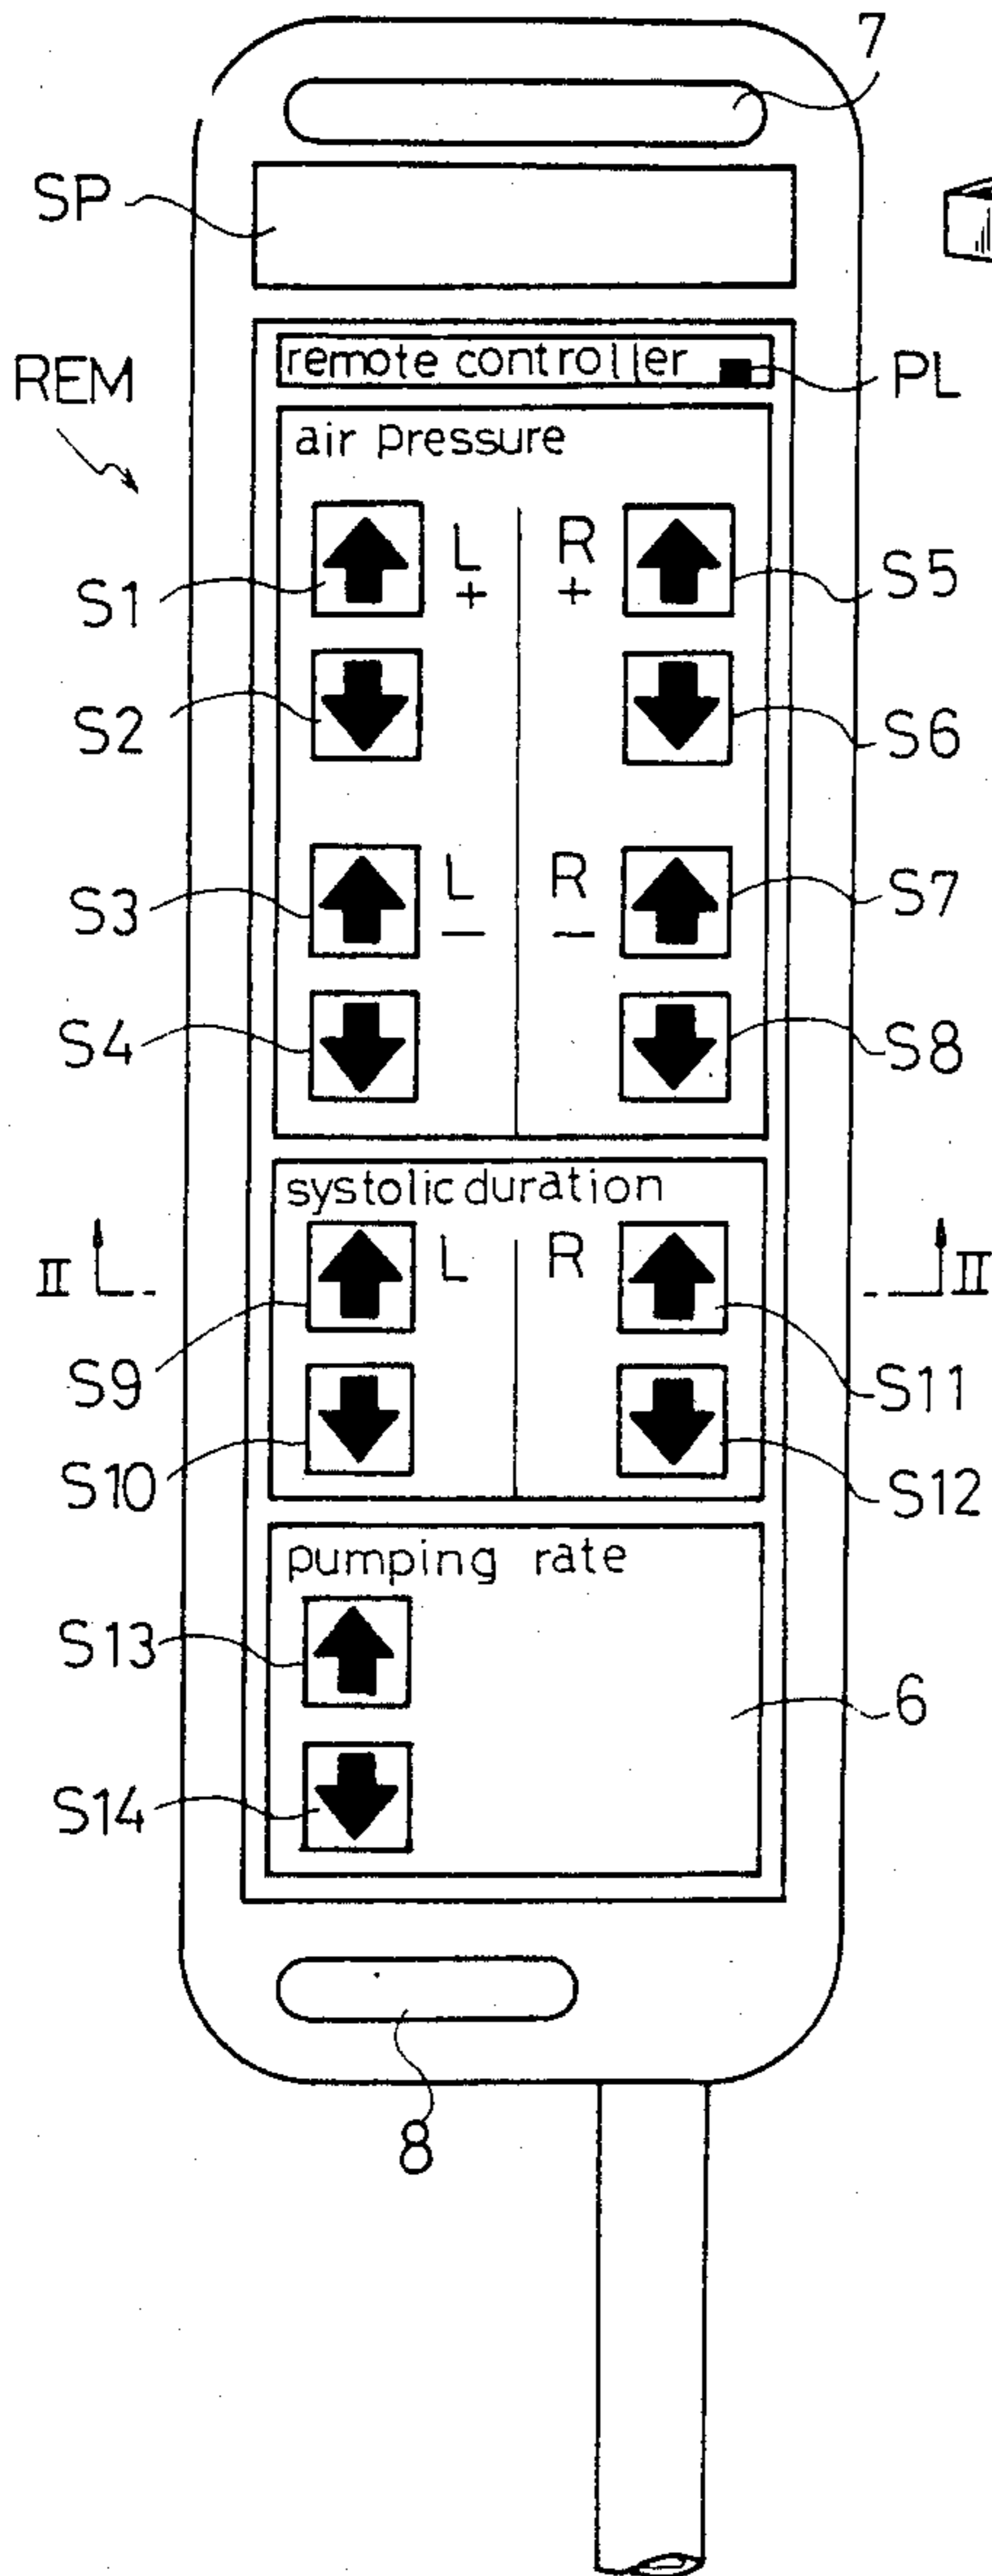 7
SP
remote controller
PL
REM
air pressure
L
+
R
+
S1
S5
S2
S6
L
−
R
−
S3
S7
S4
S8
systolic duration
L
R
II
II
S9
S11
S10
S12
pumping rate
S13
6
S14
8